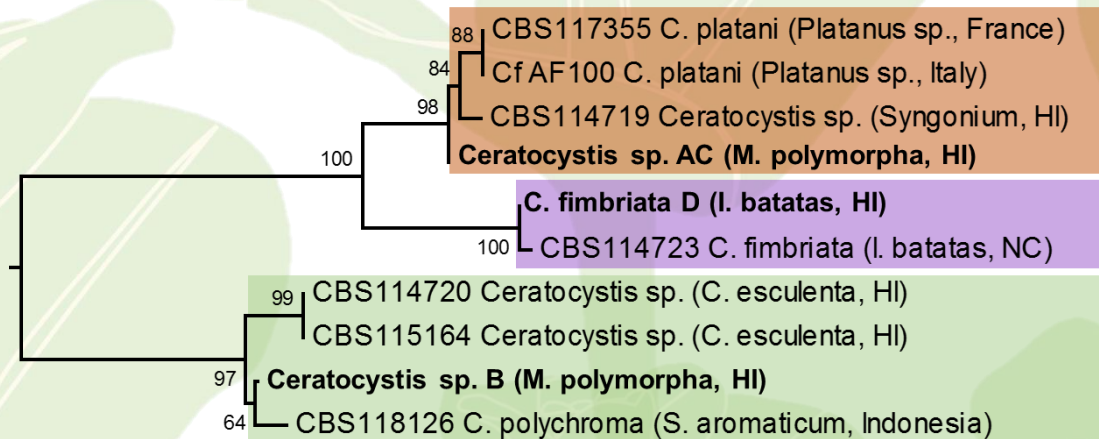 88 CBS117355 C. platani (Platanus sp., France)
84 Cf AF100 C. platani (Platanus sp., Italy)
98 CBS114719 Ceratocystis sp. (Syngonium, HI)
Ceratocystis sp. AC (M. polymorpha, HI)
100
C. fimbriata D (I. batatas, HI)
100 CBS114723 C. fimbriata (I. batatas, NC)
99 CBS114720 Ceratocystis sp. (C. esculenta, HI)
CBS115164 Ceratocystis sp. (C. esculenta, HI)
97 Ceratocystis sp. B (M. polymorpha, HI)
64 CBS118126 C. polychroma (S. aromaticum, Indonesia)